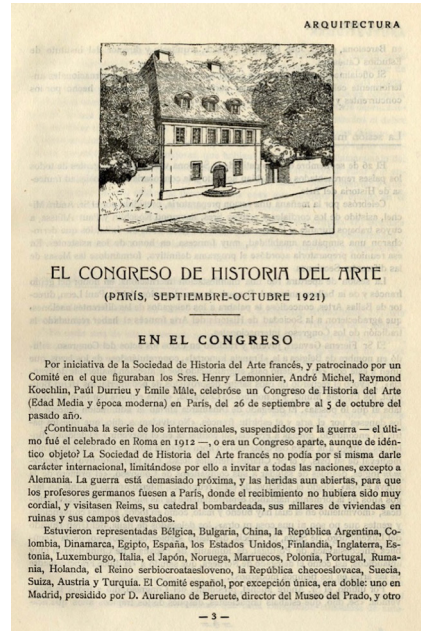 ARQUITECTURA
EL CONGRESO DE HISTORIA DEL ARTE
(PARÍS, SEPTIEMBRE-OCTUBRE 1921)
EN EL CONGRESO
Por iniciativa de la Sociedad de Historia del Arte francés, y patrocinado por un
Comité en el que figuraban los Sres. Henry Lemonnier, André Michel, Raymond
Koechlin, Paúl Durrieu y Emile Mâle, celebróse un Congreso de Historia del Arte
(Edad Media y época moderna) en París, del 26 de septiembre al 5 de octubre del
pasado año.
¿Continuaba la serie de los internacionales, suspendidos por la guerra — el últi-
mo fué el celebrado en Roma en 1912 —, o era un Congreso aparte, aunque de idén-
tico objeto? La Sociedad de Historia del Arte francés no podía por sí misma darle
carácter internacional, limitándose por ello a invitar a todas las naciones, excepto a
Alemania. La guerra está demasiado próxima, y las heridas aun abiertas, para que
los profesores germanos fuesen a París, donde el recibimiento no hubiera sido muy
cordial, y visitasen Reims, su catedral bombardeada, sus millares de viviendas en
ruinas y sus campos devastados.
Estuvieron representadas Bélgica, Bulgaria, China, la República Argentina, Co-
lombia, Dinamarca, Egipto, España, los Estados Unidos, Finlandia, Inglaterra, Es-
tonia, Luxemburgo, Italia, el Japón, Noruega, Marruecos, Polonia, Portugal, Ruma-
nia, Holanda, el Reino serbiocroataesloveno, la República checoeslovaca, Suecia,
Suiza, Austria y Turquía. El Comité español, por excepción única, era doble: uno en
Madrid, presidido por D. Aureliano de Beruete, director del Museo del Prado, y otro
— 3 —